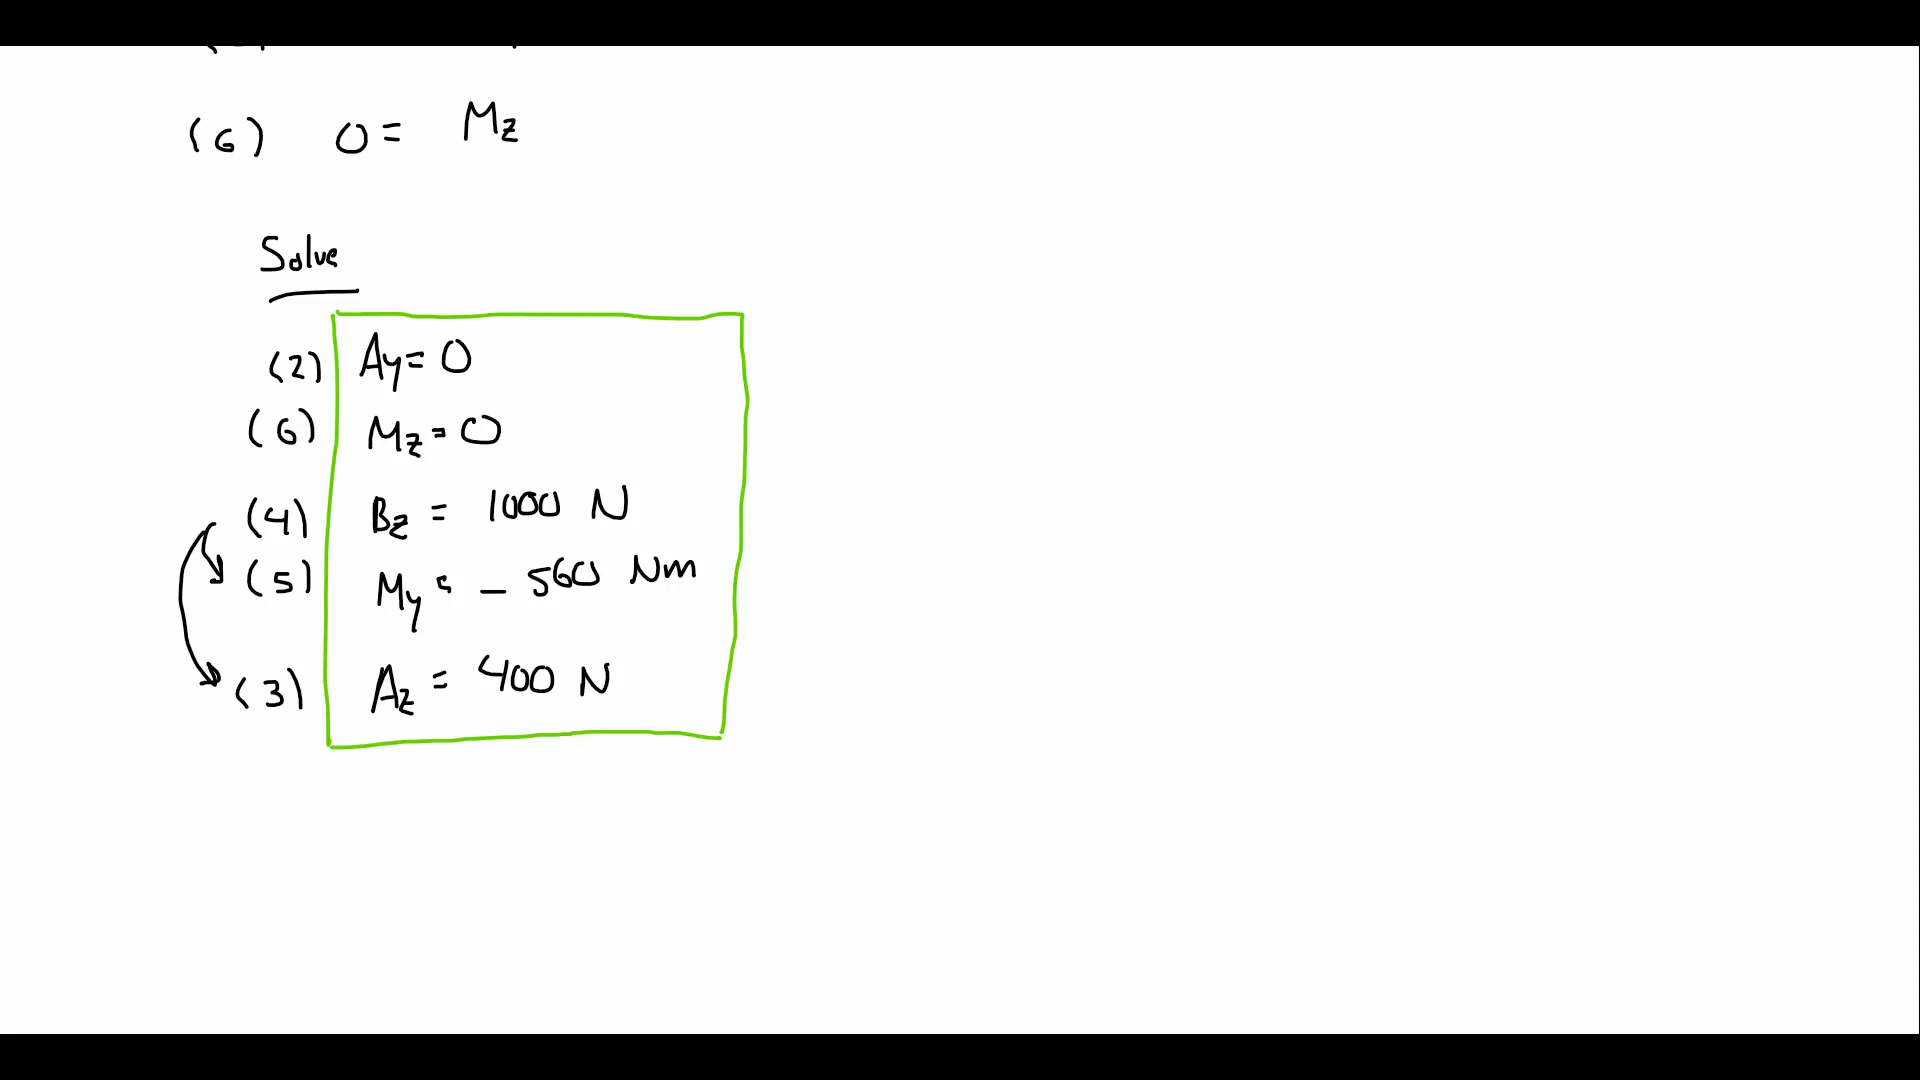 (6) 0 = Mz
Solve
(2) Ay = 0
(6) Mz = 0
(4) Bz = 1000 N
(5) My = - 560 Nm
(3) Az = 400 N